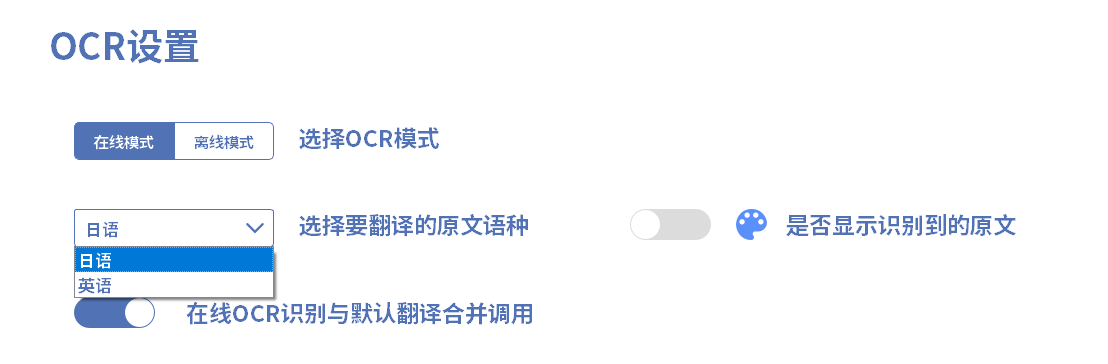 OCR设置
在线模式 离线模式 选择OCR模式
日语 选择要翻译的原文语种 是否显示识别到的原文
日语
英语
在线OCR识别与默认翻译合并调用